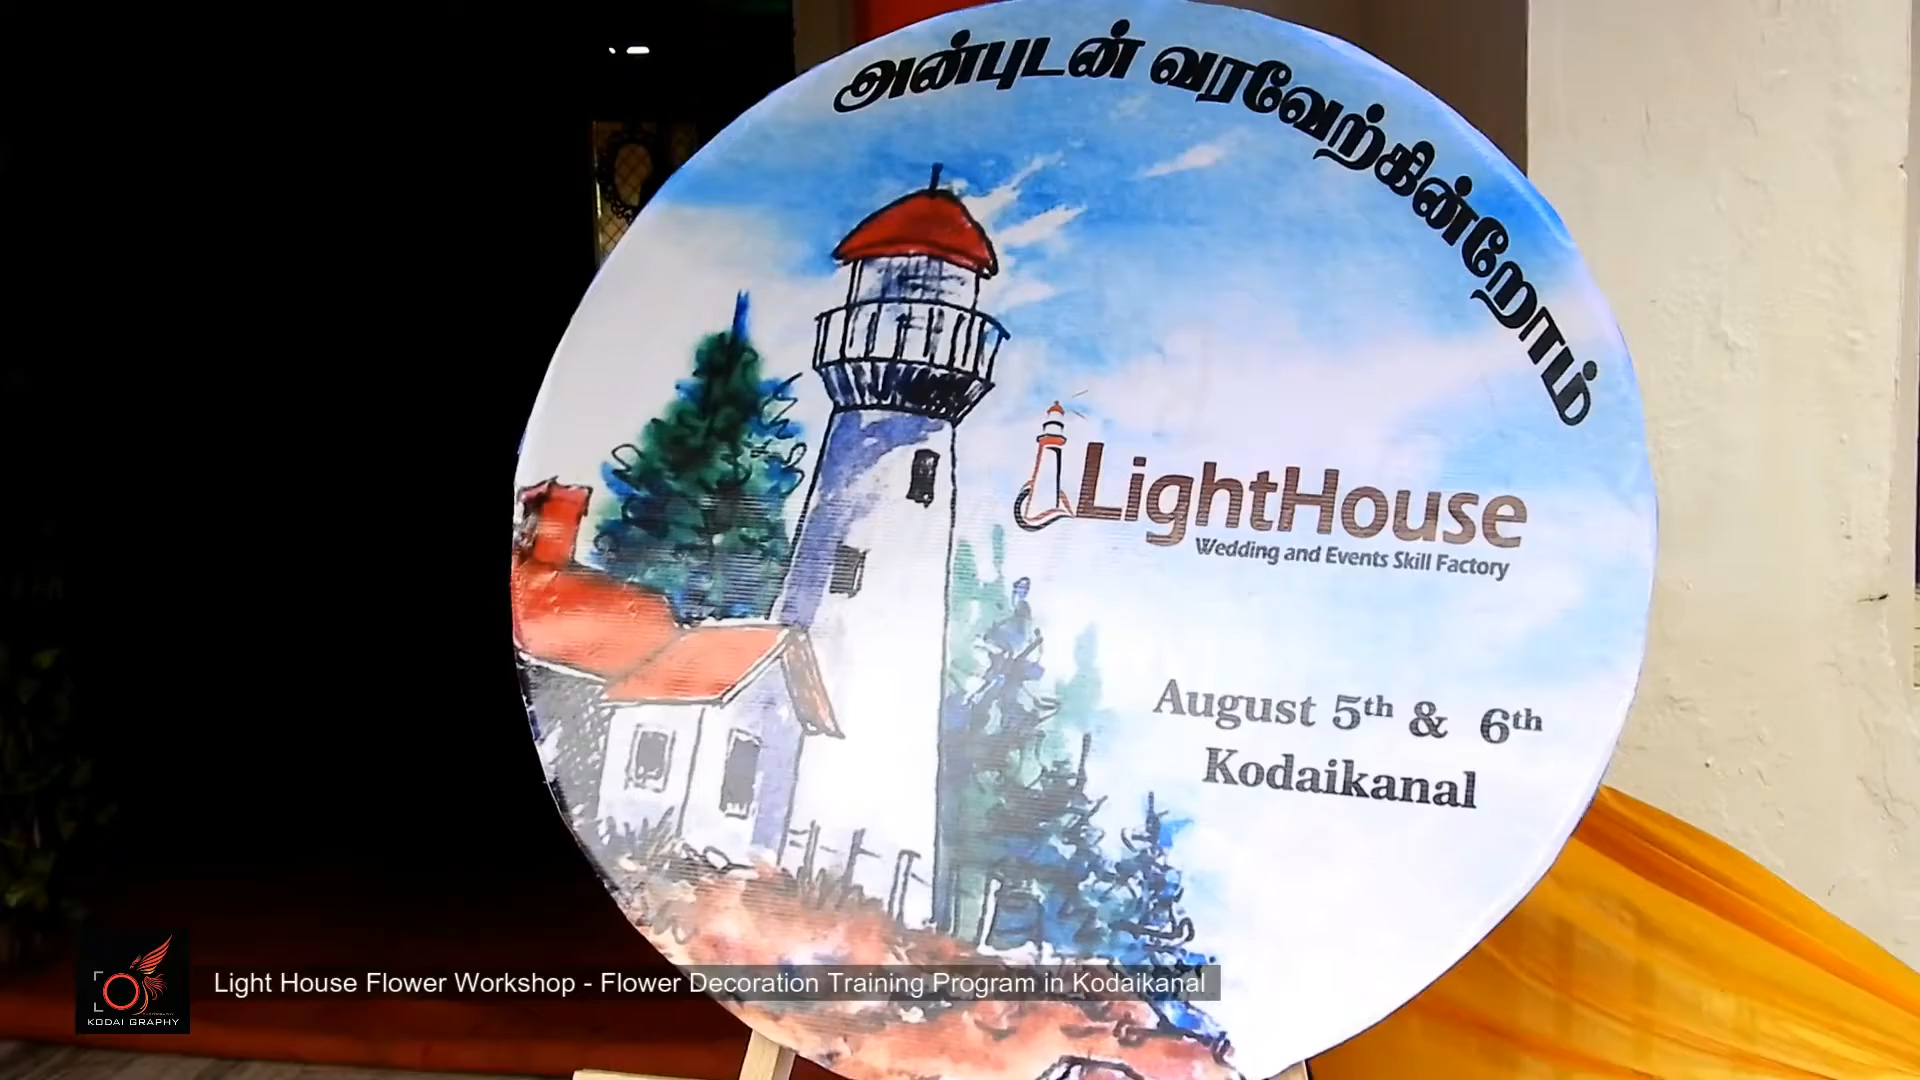 அன்புடன் வரவேற்கின்றோம்
LightHouse
Wedding and Events Skill Factory
August 5th & 6th
Kodaikanal
Light House Flower Workshop - Flower Decoration Training Program in Kodaikanal
KODAI GRAPHY